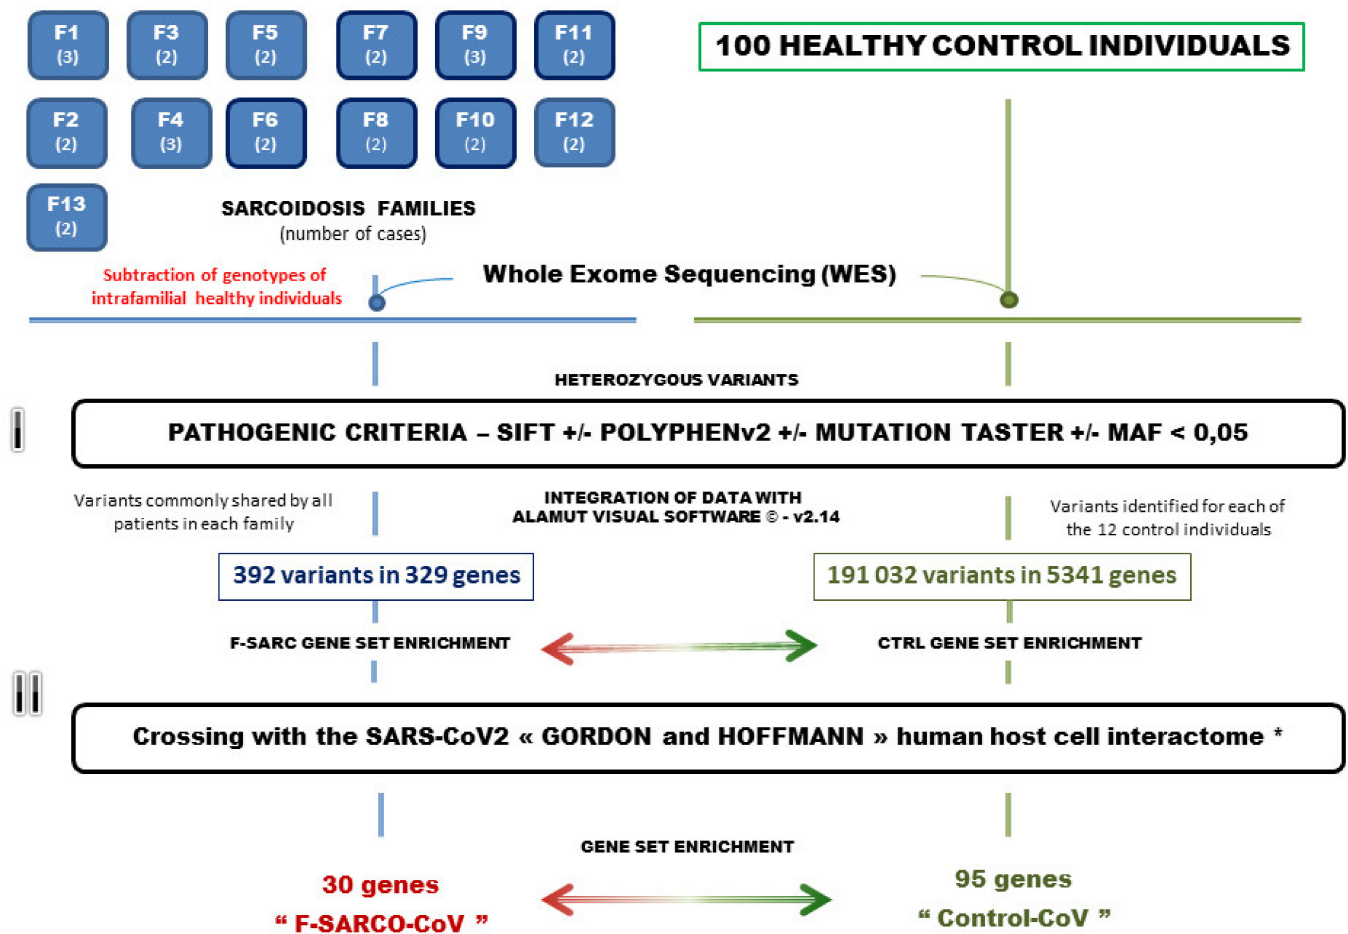 F1
(3)
F3
(2)
F5
(2)
F7
(2)
F9
(3)
F11
(2)
100 HEALTHY CONTROL INDIVIDUALS
F2
(2)
F4
(3)
F6
(2)
F8
(2)
F10
(2)
F12
(2)
F13
(2)
SARCOIDOSIS FAMILIES
(number of cases)
Subtraction of genotypes of
intrafamilial healthy individuals
Whole Exome Sequencing (WES)
HETEROZYGOUS VARIANTS
I
PATHOGENIC CRITERIA – SIFT +/- POLYPHENv2 +/- MUTATION TASTER +/- MAF < 0,05
Variants commonly shared by all
patients in each family
INTEGRATION OF DATA WITH
ALAMUT VISUAL SOFTWARE © - v2.14
Variants identified for each of
the 12 control individuals
392 variants in 329 genes
191 032 variants in 5341 genes
F-SARC GENE SET ENRICHMENT
CTRL GENE SET ENRICHMENT
II
Crossing with the SARS-CoV2 « GORDON and HOFFMANN » human host cell interactome *
GENE SET ENRICHMENT
30 genes
“ F-SARCO-CoV ”
95 genes
“ Control-CoV ”